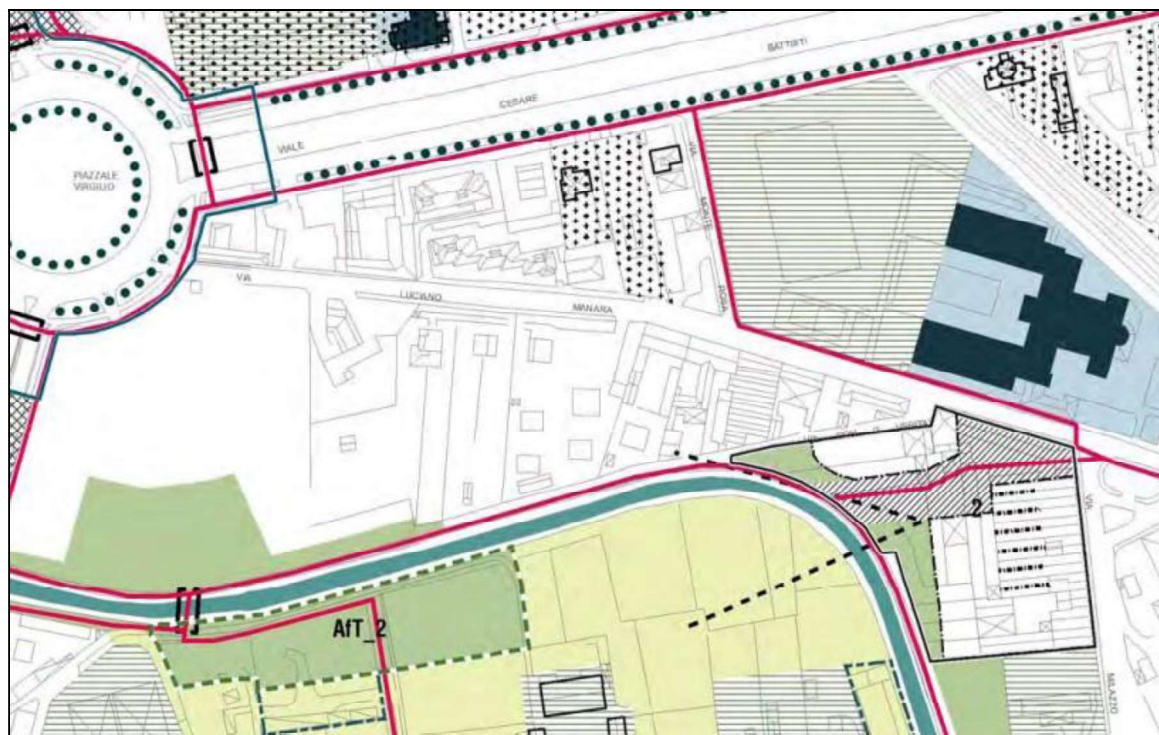 BATTISTI
CESARE
VIALE
PIAZZALE
VIRGILIO
VIA
MONTE
ROSA
VIA
LUCIANO
MANARA
2
VIA
MILAZZO
AfT_2